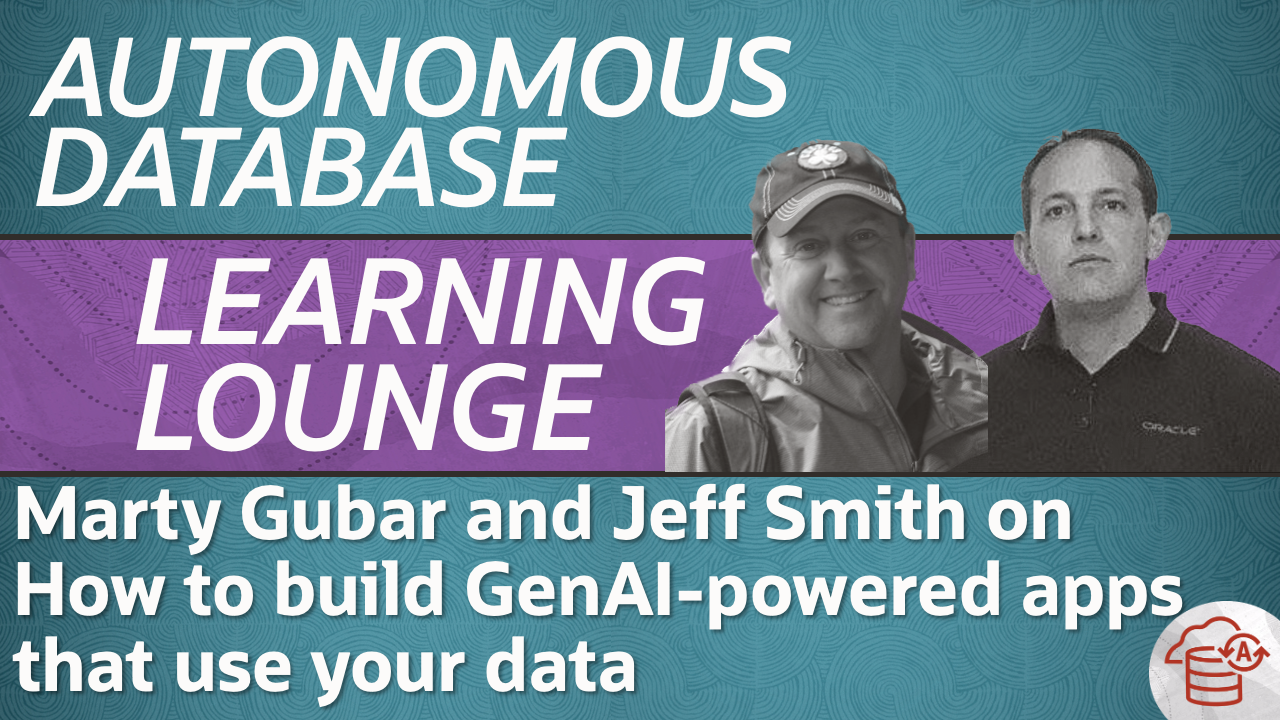 AUTONOMOUS
DATABASE
LEARNING
LOUNGE
ORACLE
Marty Gubar and Jeff Smith on
How to build GenAI-powered apps
that use your data
A